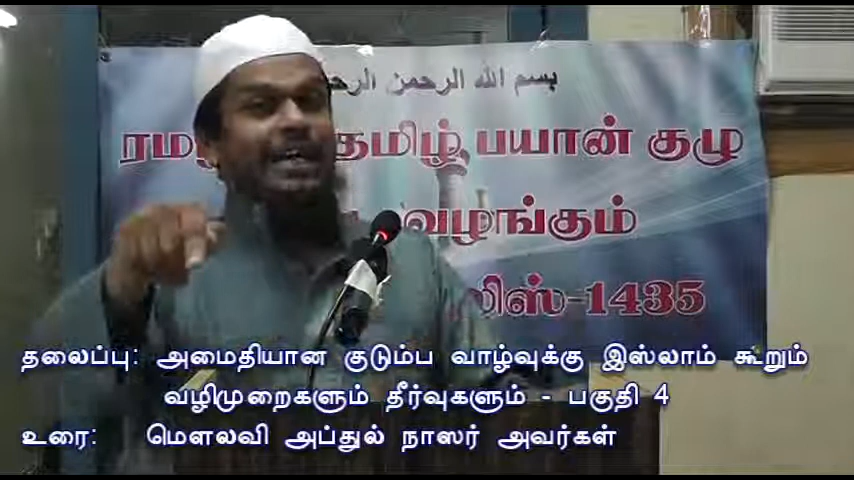 بسم الله الرحمن
தமிழ் பயான் குழு
வழங்கும்
-1435
தலைப்பு: அமைதியான குடும்ப வாழ்வுக்கு இஸ்லாம் கூறும்
வழிமுறைகளும் தீர்வுகளும் - பகுதி 4
உரை: மௌலவி அப்துல் நாஸர் அவர்கள்